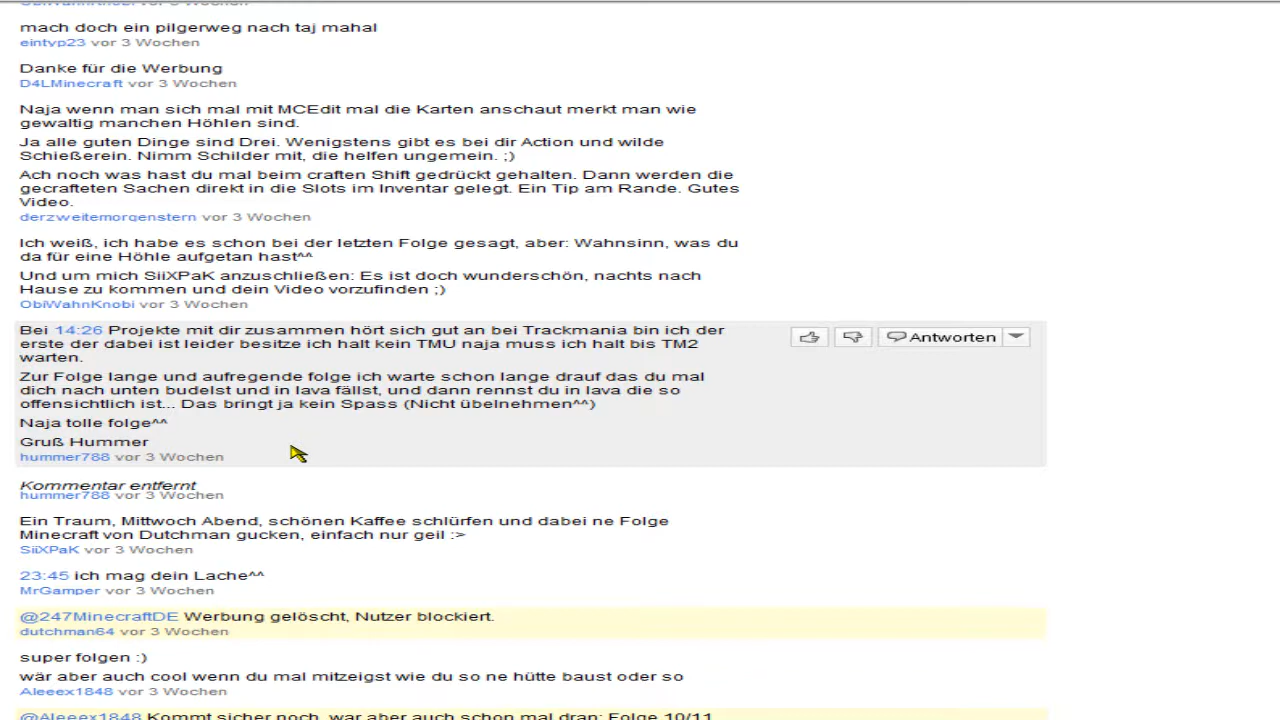 mach doch ein pilgerweg nach taj mahal
eintyp23 vor 3 Wochen
Danke für die Werbung
D4LMinecraft vor 3 Wochen
Naja wenn man sich mal mit MCEdit mal die Karten anschaut merkt man wie
gewaltig manchen Höhlen sind.
Ja alle guten Dinge sind Drei. Wenigstens gibt es bei dir Action und wilde
Schießerein. Nimm Schilder mit, die helfen ungemein. ;)
Ach noch was hast du mal beim craften Shift gedrückt gehalten. Dann werden die
gecrafteten Sachen direkt in die Slots im Inventar gelegt. Ein Tip am Rande. Gutes
Video.
derzweitemorgenstern vor 3 Wochen
Ich weiß, ich habe es schon bei der letzten Folge gesagt, aber: Wahnsinn, was du
da für eine Höhle aufgetan hast^^
Und um mich SiiXPaK anzuschließen: Es ist doch wunderschön, nachts nach
Hause zu kommen und dein Video vorzufinden ;)
ObiWahnKnobi vor 3 Wochen
Bei 14:26 Projekte mit dir zusammen hört sich gut an bei Trackmania bin ich der
erste der dabei ist leider besitze ich halt kein TMU naja muss ich halt bis TM2
warten.
Antworten
Zur Folge lange und aufregende folge ich warte schon lange drauf das du mal
dich nach unten budelst und in lava fällst, und dann rennst du in lava die so
offensichtlich ist... Das bringt ja kein Spass (Nicht übelnehmen^^)
Naja tolle folge^^
Gruß Hummer
hummer788 vor 3 Wochen
Kommentar entfernt
hummer788 vor 3 Wochen
Ein Traum, Mittwoch Abend, schönen Kaffee schlürfen und dabei ne Folge
Minecraft von Dutchman gucken, einfach nur geil :>
SiiXPaK vor 3 Wochen
23:45 ich mag dein Lache^^
MrGamper vor 3 Wochen
@247MinecraftDE Werbung gelöscht, Nutzer blockiert.
dutchman64 vor 3 Wochen
super folgen :)
wär aber auch cool wenn du mal mitzeigst wie du so ne hütte baust oder so
Aleeex1848 vor 3 Wochen
@Aleeex1848 Kommt sicher noch, war aber auch schon mal dran: Folge 10/11